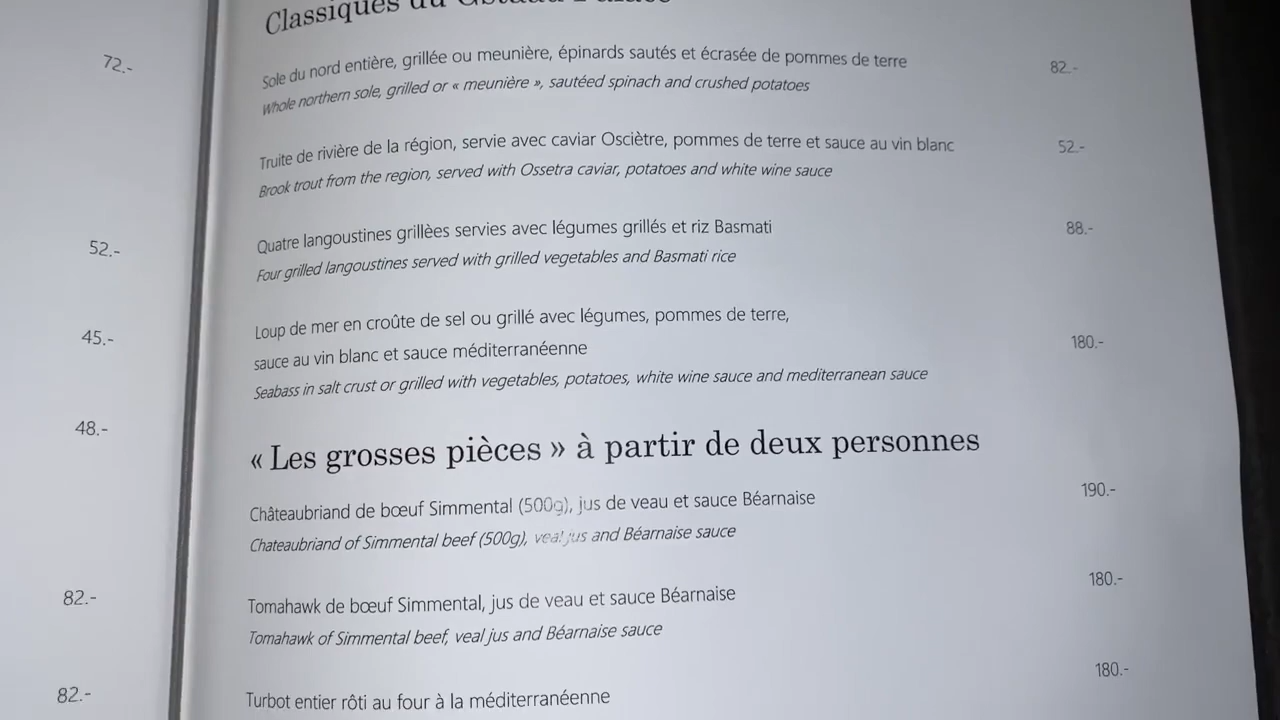 72.-
52.-
45.-
48.-
82.-
82.-
Classiques du Gstaad Palace
Sole du nord entière, grillée ou meunière, épinards sautés et écrasée de pommes de terre 82.-
Whole northern sole, grilled or « meunière », sautéed spinach and crushed potatoes
Truite de rivière de la région, servie avec caviar Osciètre, pommes de terre et sauce au vin blanc 52.-
Brook trout from the region, served with Ossetra caviar, potatoes and white wine sauce
Quatre langoustines grillèes servies avec légumes grillés et riz Basmati 88.-
Four grilled langoustines served with grilled vegetables and Basmati rice
Loup de mer en croûte de sel ou grillé avec légumes, pommes de terre,
sauce au vin blanc et sauce méditerranéenne 180.-
Seabass in salt crust or grilled with vegetables, potatoes, white wine sauce and mediterranean sauce
« Les grosses pièces » à partir de deux personnes
Châteaubriand de bœuf Simmental (500g), jus de veau et sauce Béarnaise 190.-
Chateaubriand of Simmental beef (500g), veal jus and Béarnaise sauce
Tomahawk de bœuf Simmental, jus de veau et sauce Béarnaise 180.-
Tomahawk of Simmental beef, veal jus and Béarnaise sauce
Turbot entier rôti au four à la méditerranéenne 180.-